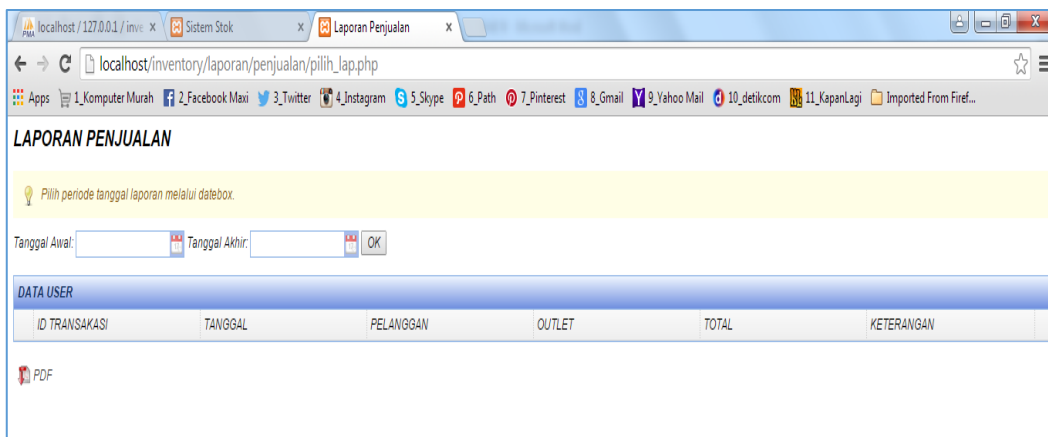 PMA localhost / 127.0.0.1 / inve Sistem Stok Laporan Penjualan
localhost/inventory/laporan/penjualan/pilih_lap.php
Apps 1_Komputer Murah 2_Facebook Maxi 3_Twitter 4_Instagram 5_Skype 6_Path 7_Pinterest 8_Gmail 9_Yahoo Mail 10_detikcom 11_KapanLagi Imported From Firef...
LAPORAN PENJUALAN
Pilih periode tanggal laporan melalui datebox.
Tanggal Awal: Tanggal Akhir: OK
DATA USER
ID TRANSAKASI TANGGAL PELANGGAN OUTLET TOTAL KETERANGAN
PDF